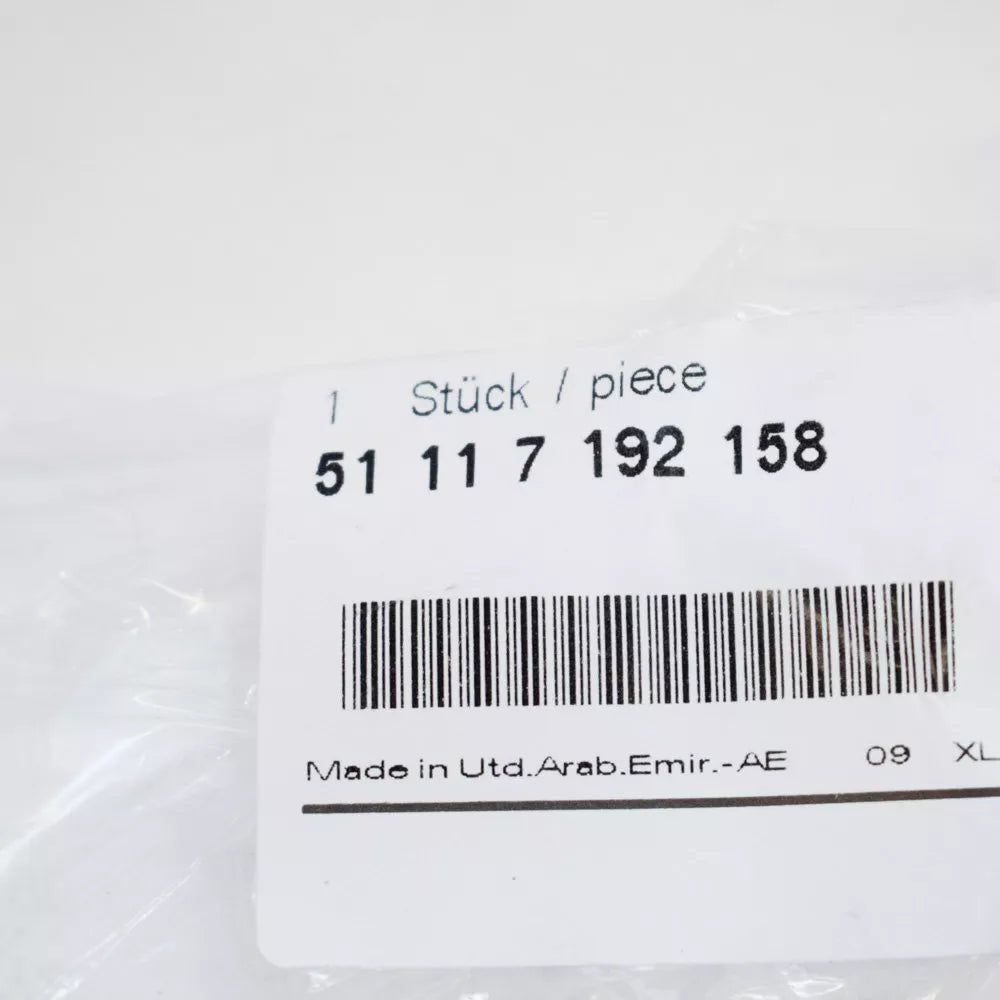 1 Stück / piece
51 11 7 192 158
Made in Utd.Arab.Emir.-AE 09 XL